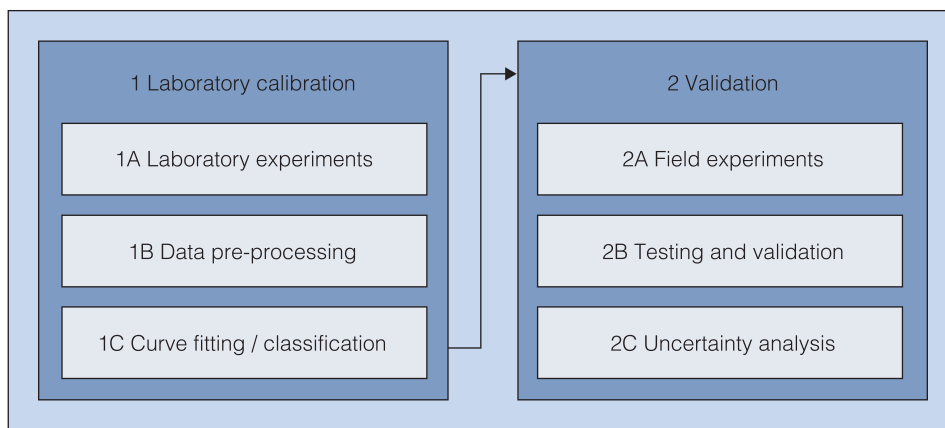 1 Laboratory calibration
1A Laboratory experiments
1B Data pre-processing
1C Curve fitting / classification
2 Validation
2A Field experiments
2B Testing and validation
2C Uncertainty analysis